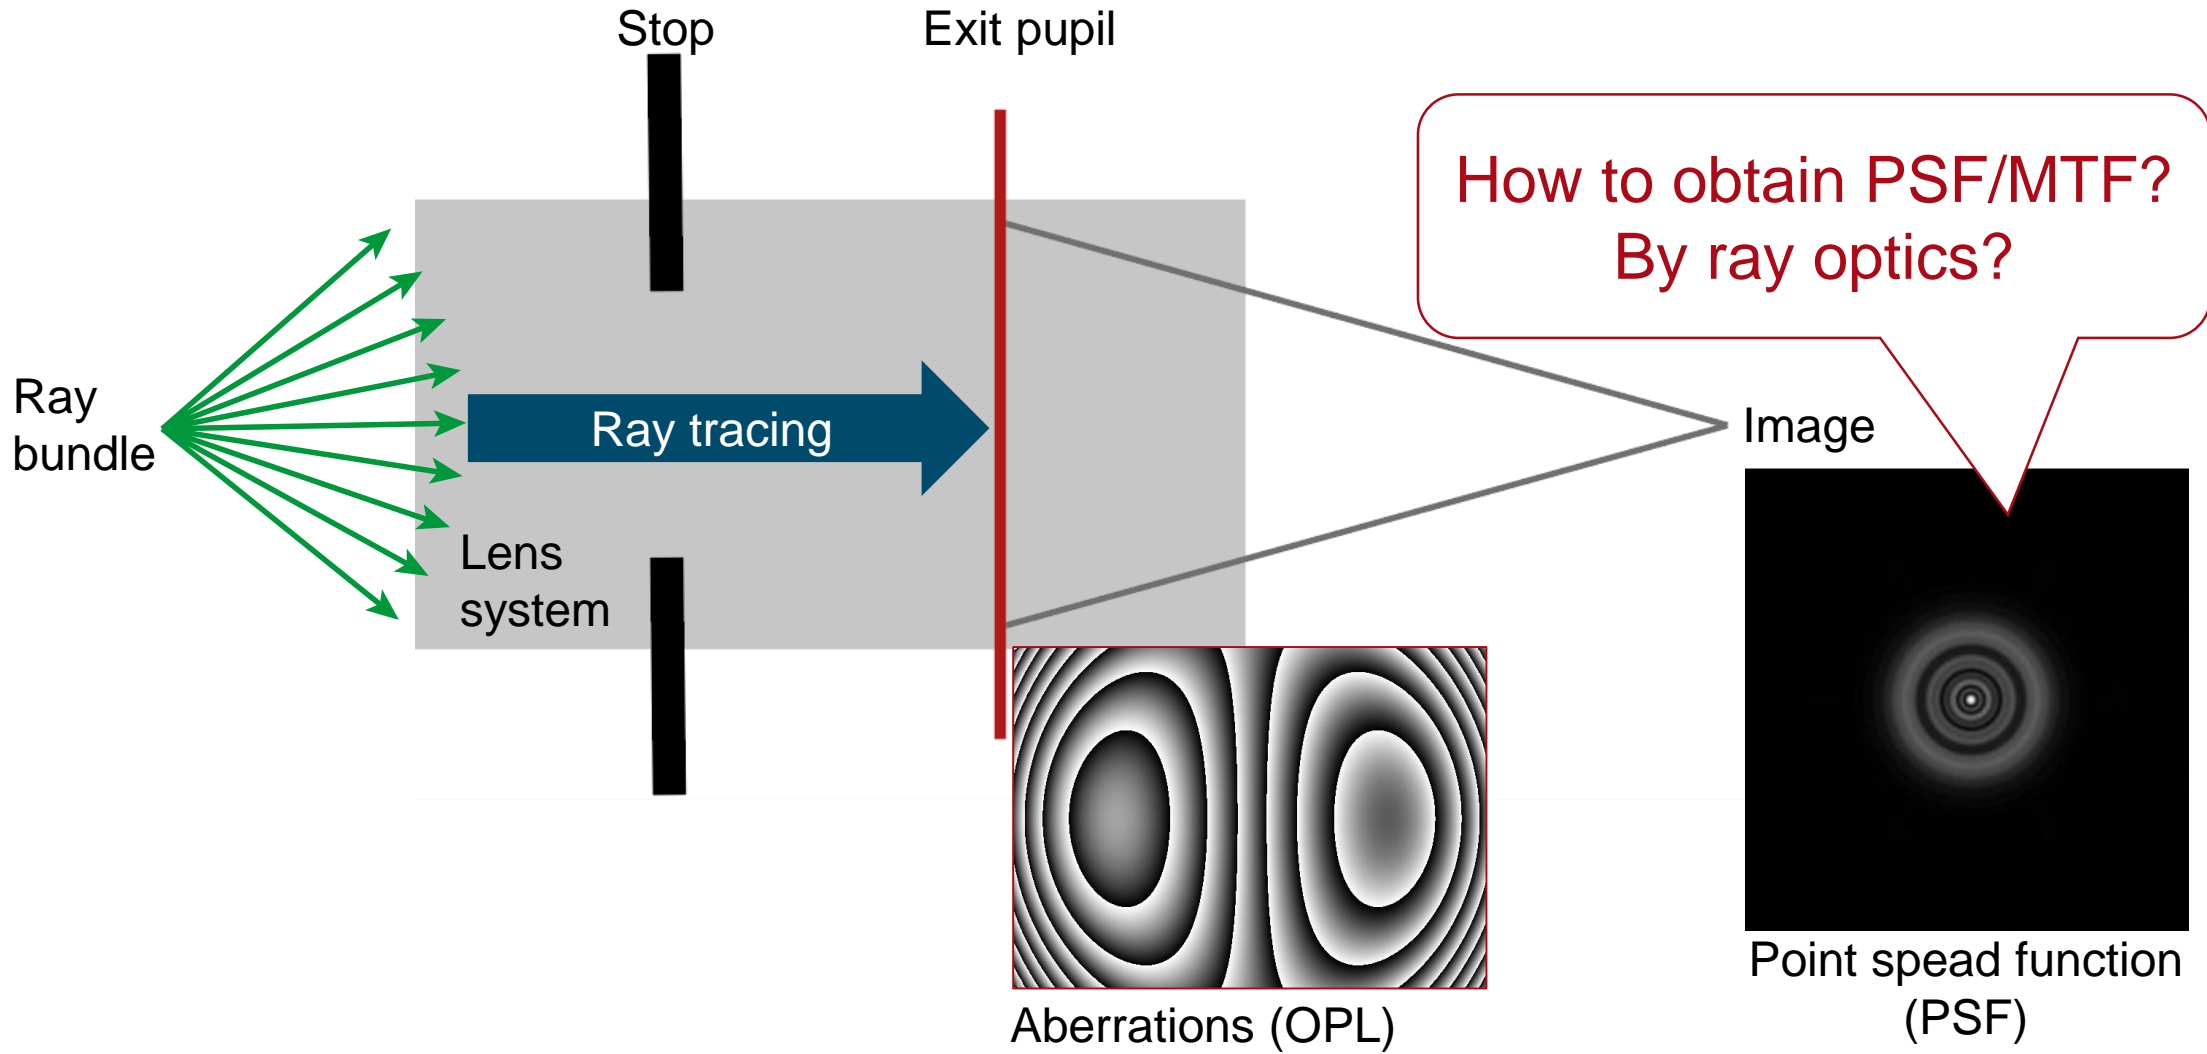 Stop
Exit pupil
How to obtain PSF/MTF?
By ray optics?
Ray
bundle
Ray tracing
Image
Lens
system
Aberrations (OPL)
Point spead function
(PSF)